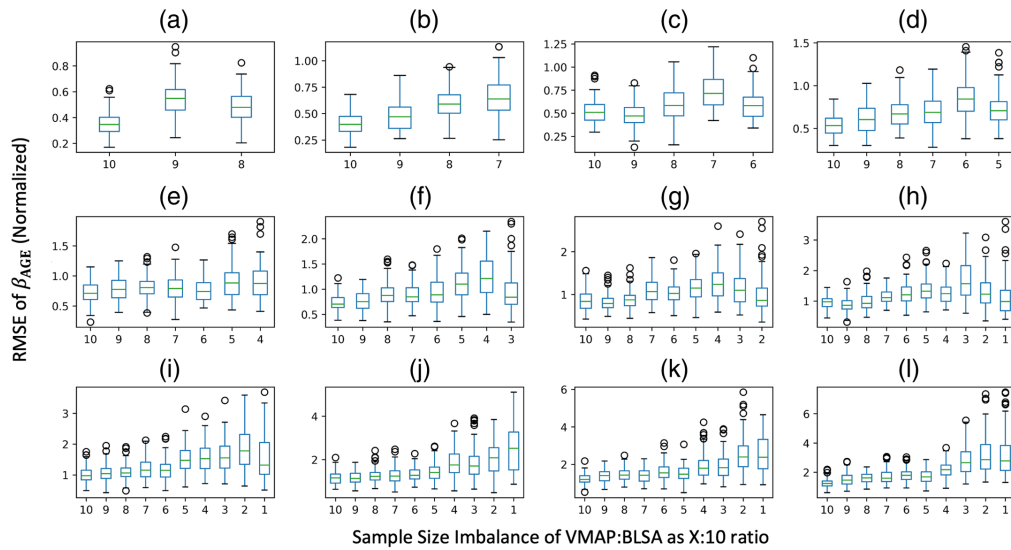 (a) (b) (c) (d)
0.8 0.6 0.4 0.2
10 9 8
1.00 0.75 0.50 0.25
10 9 8 7
1.25 1.00 0.75 0.50 0.25
10 9 8 7 6
1.5 1.0 0.5
10 9 8 7 6 5
RMSE of β_AGE (Normalized)
(e) (f) (g) (h)
1.5 1.0 0.5
10 9 8 7 6 5 4
2.0 1.5 1.0 0.5
10 9 8 7 6 5 4 3
2 1
10 9 8 7 6 5 4 3 2
3 2 1
10 9 8 7 6 5 4 3 2 1
(i) (j) (k) (l)
3 2 1
10 9 8 7 6 5 4 3 2 1
4 2
10 9 8 7 6 5 4 3 2 1
6 4 2
10 9 8 7 6 5 4 3 2 1
6 4 2
10 9 8 7 6 5 4 3 2 1
Sample Size Imbalance of VMAP:BLSA as X:10 ratio